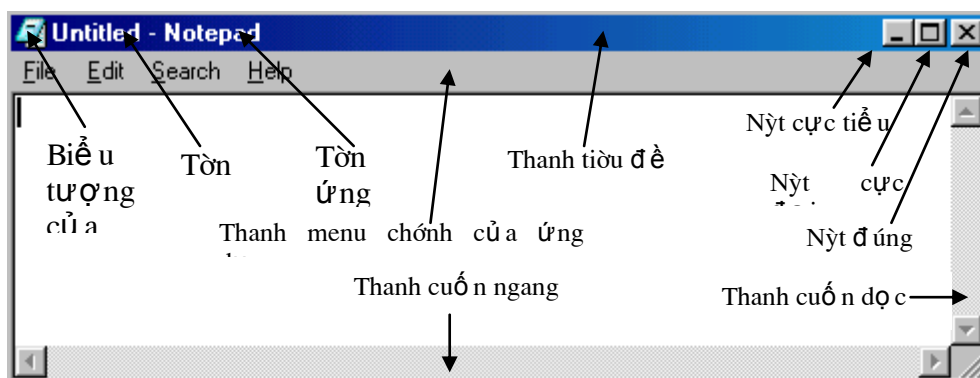 Untitled - Notepad
File Edit Search Help
Biểu
tượng
của
Tờn
Tờn
ứng
Thanh tiờu đề
Nỳt cực tiểu
Nỳt cực
Thanh menu chớnh của ứng
Nỳt đúng
Thanh cuốn ngang
Thanh cuốn dọc